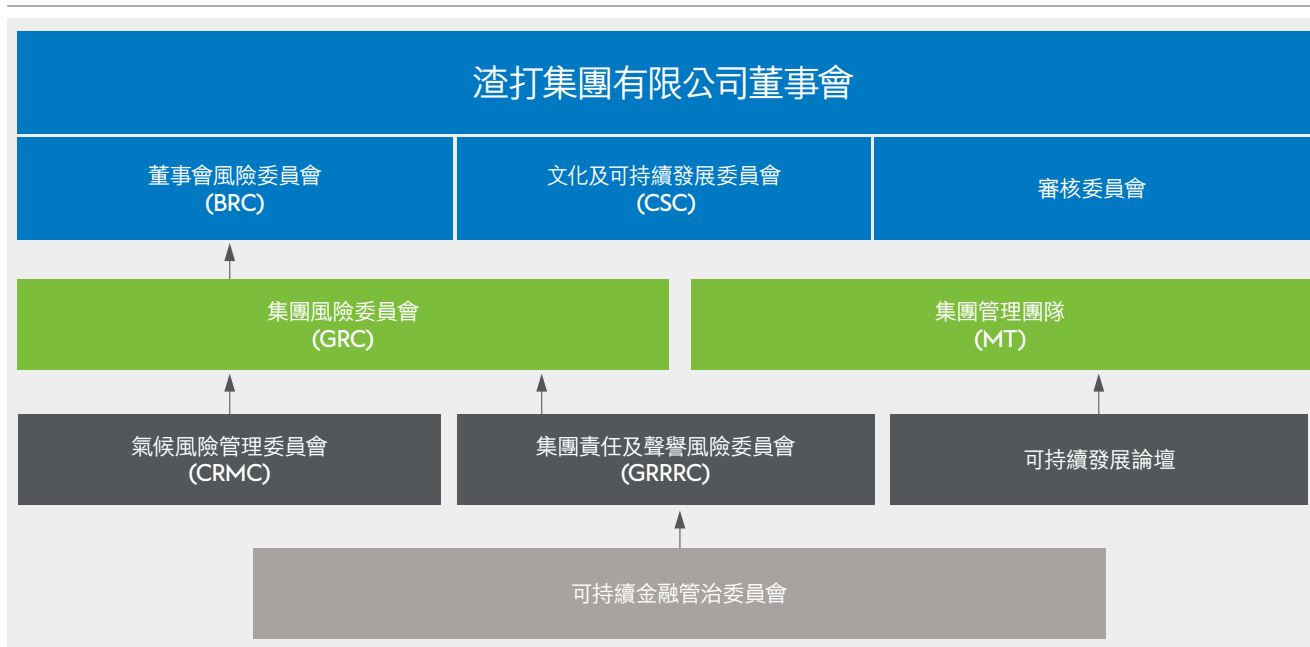 渣打集團有限公司董事會
董事會風險委員會
(BRC)
文化及可持續發展委員會
(CSC)
審核委員會
集團風險委員會
(GRC)
集團管理團隊
(MT)
氣候風險管理委員會
(CRMC)
集團責任及聲譽風險委員會
(GRRRC)
可持續發展論壇
可持續金融管治委員會